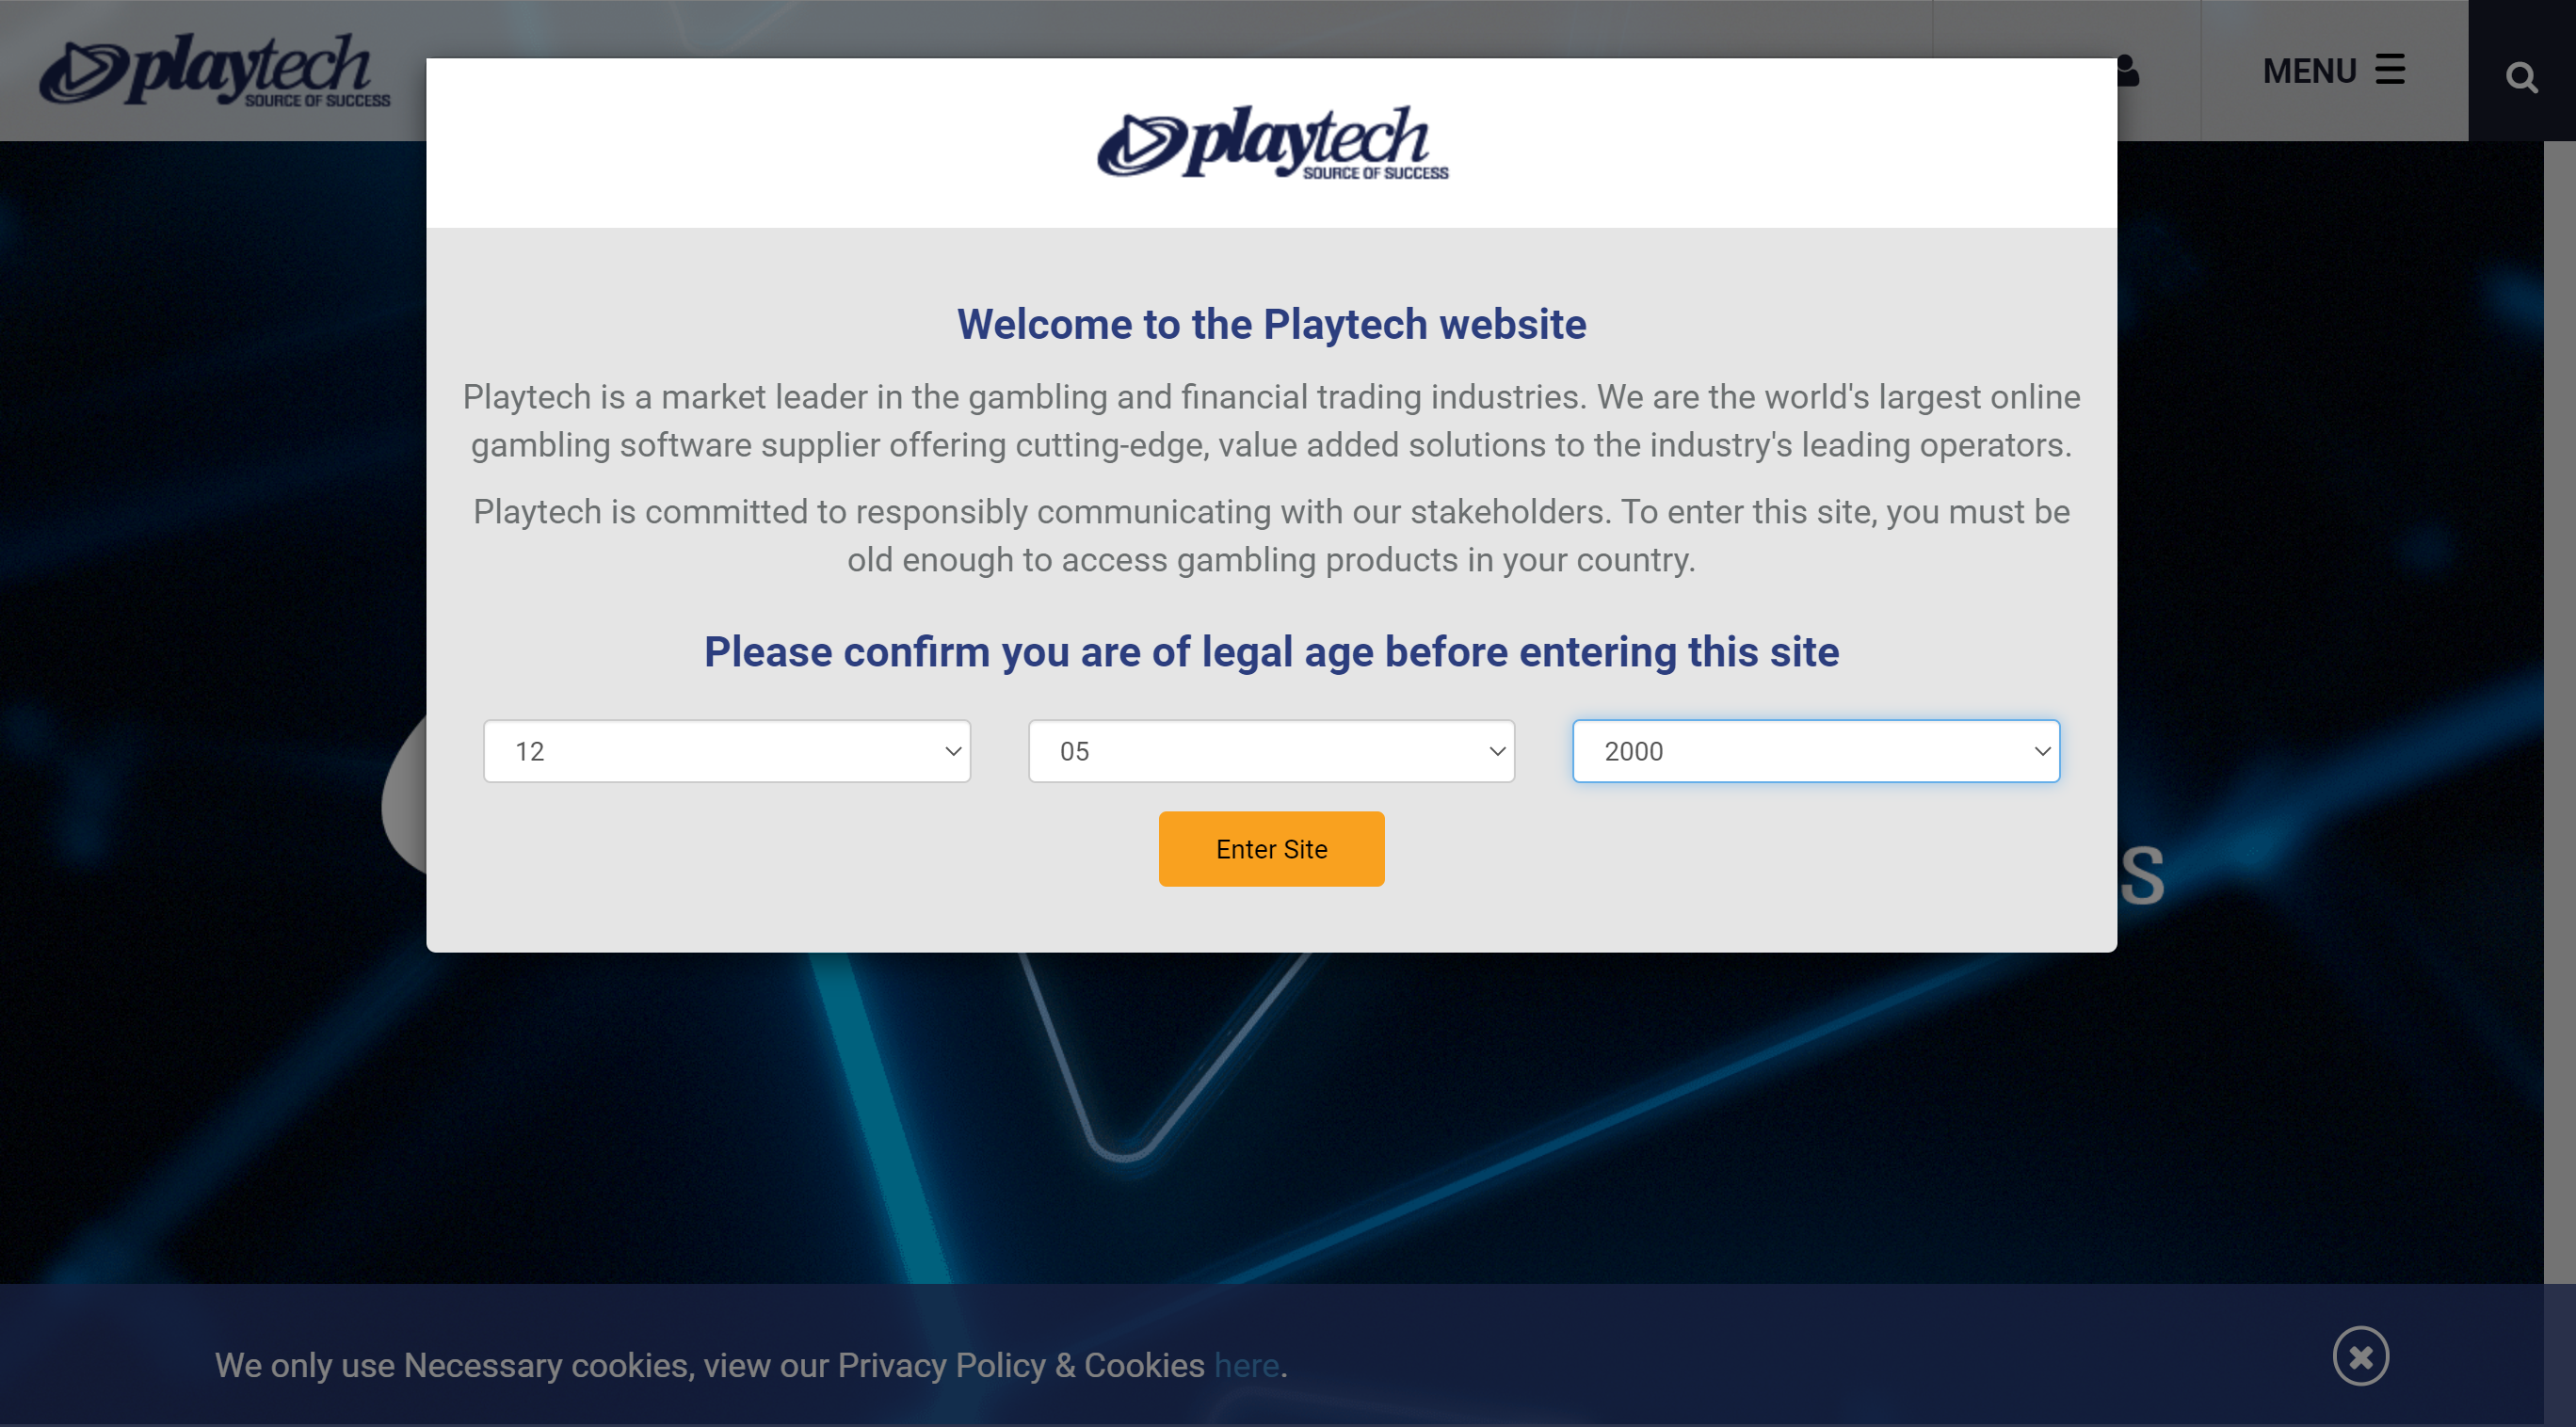 playtech
SOURCE OF SUCCESS
MENU
playtech
SOURCE OF SUCCESS
Welcome to the Playtech website
Playtech is a market leader in the gambling and financial trading industries. We are the world's largest online
gambling software supplier offering cutting-edge, value added solutions to the industry's leading operators.
Playtech is committed to responsibly communicating with our stakeholders. To enter this site, you must be
old enough to access gambling products in your country.
Please confirm you are of legal age before entering this site
12 05 2000
Enter Site
S
We only use Necessary cookies, view our Privacy Policy & Cookies here.